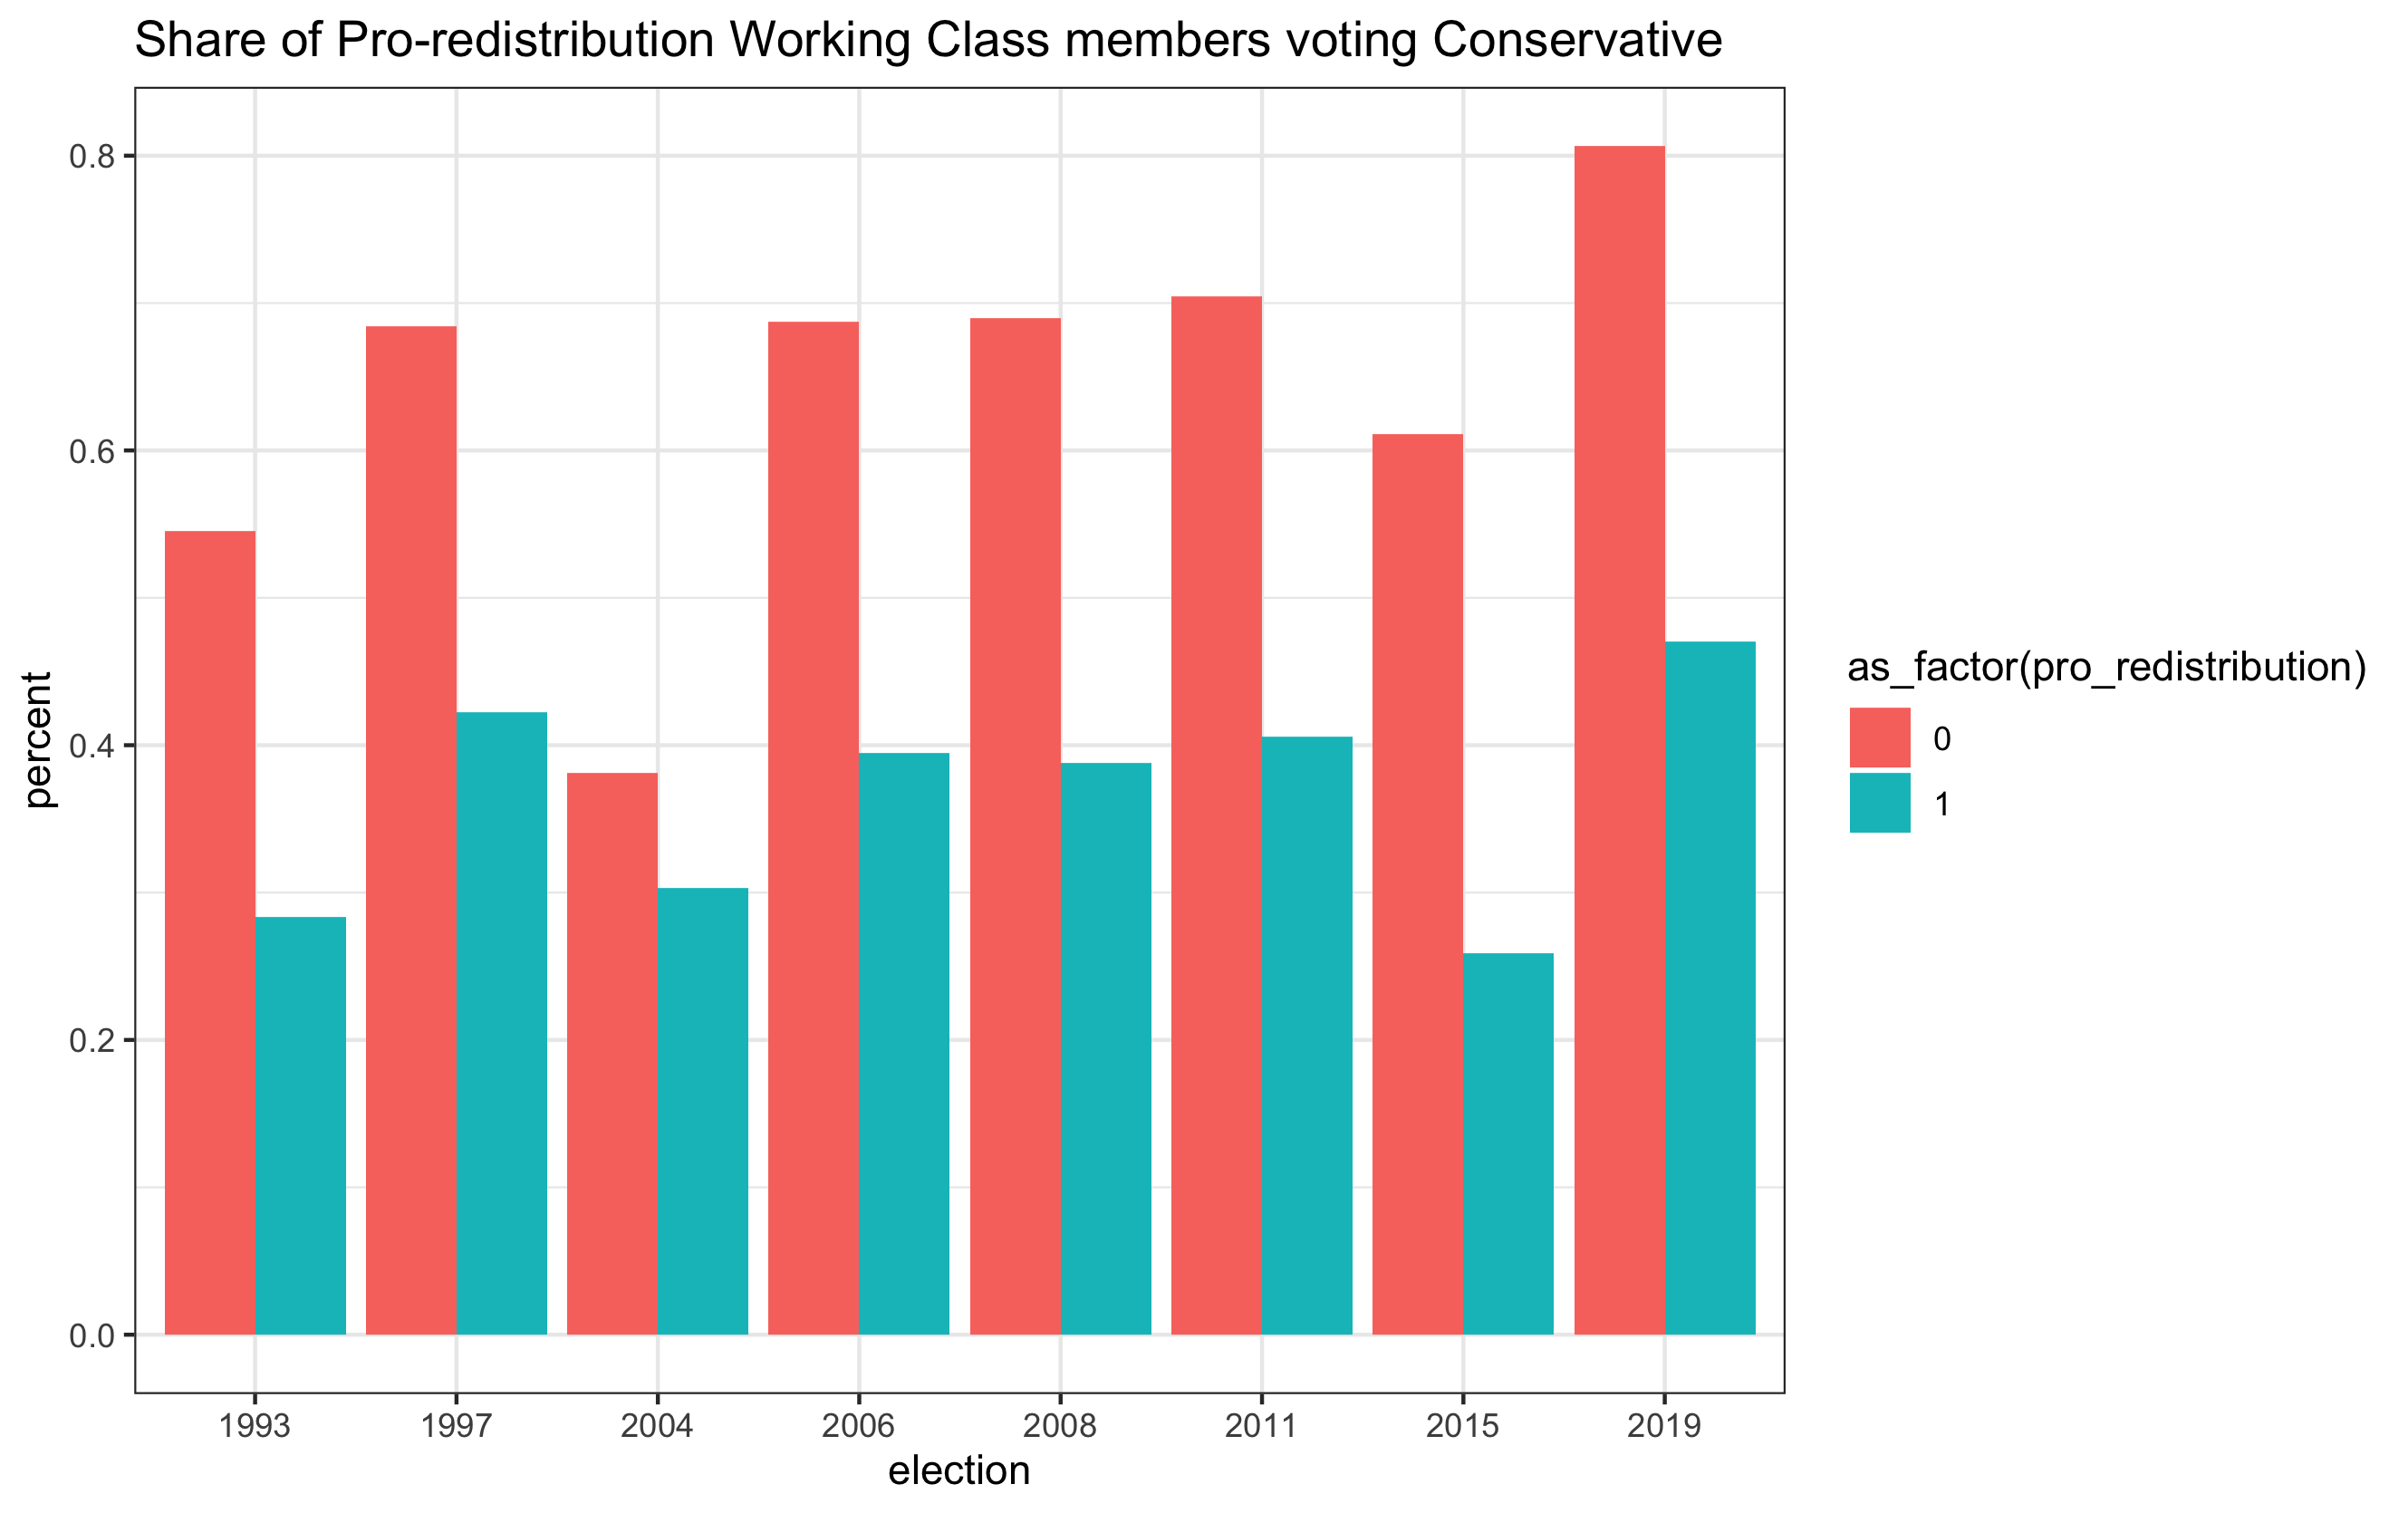 Share of Pro-redistribution Working Class members voting Conservative
0.8
0.6
0.4
0.2
0.0
percent
1993 1997 2004 2006 2008 2011 2015 2019
election
as_factor(pro_redistribution)
0
1